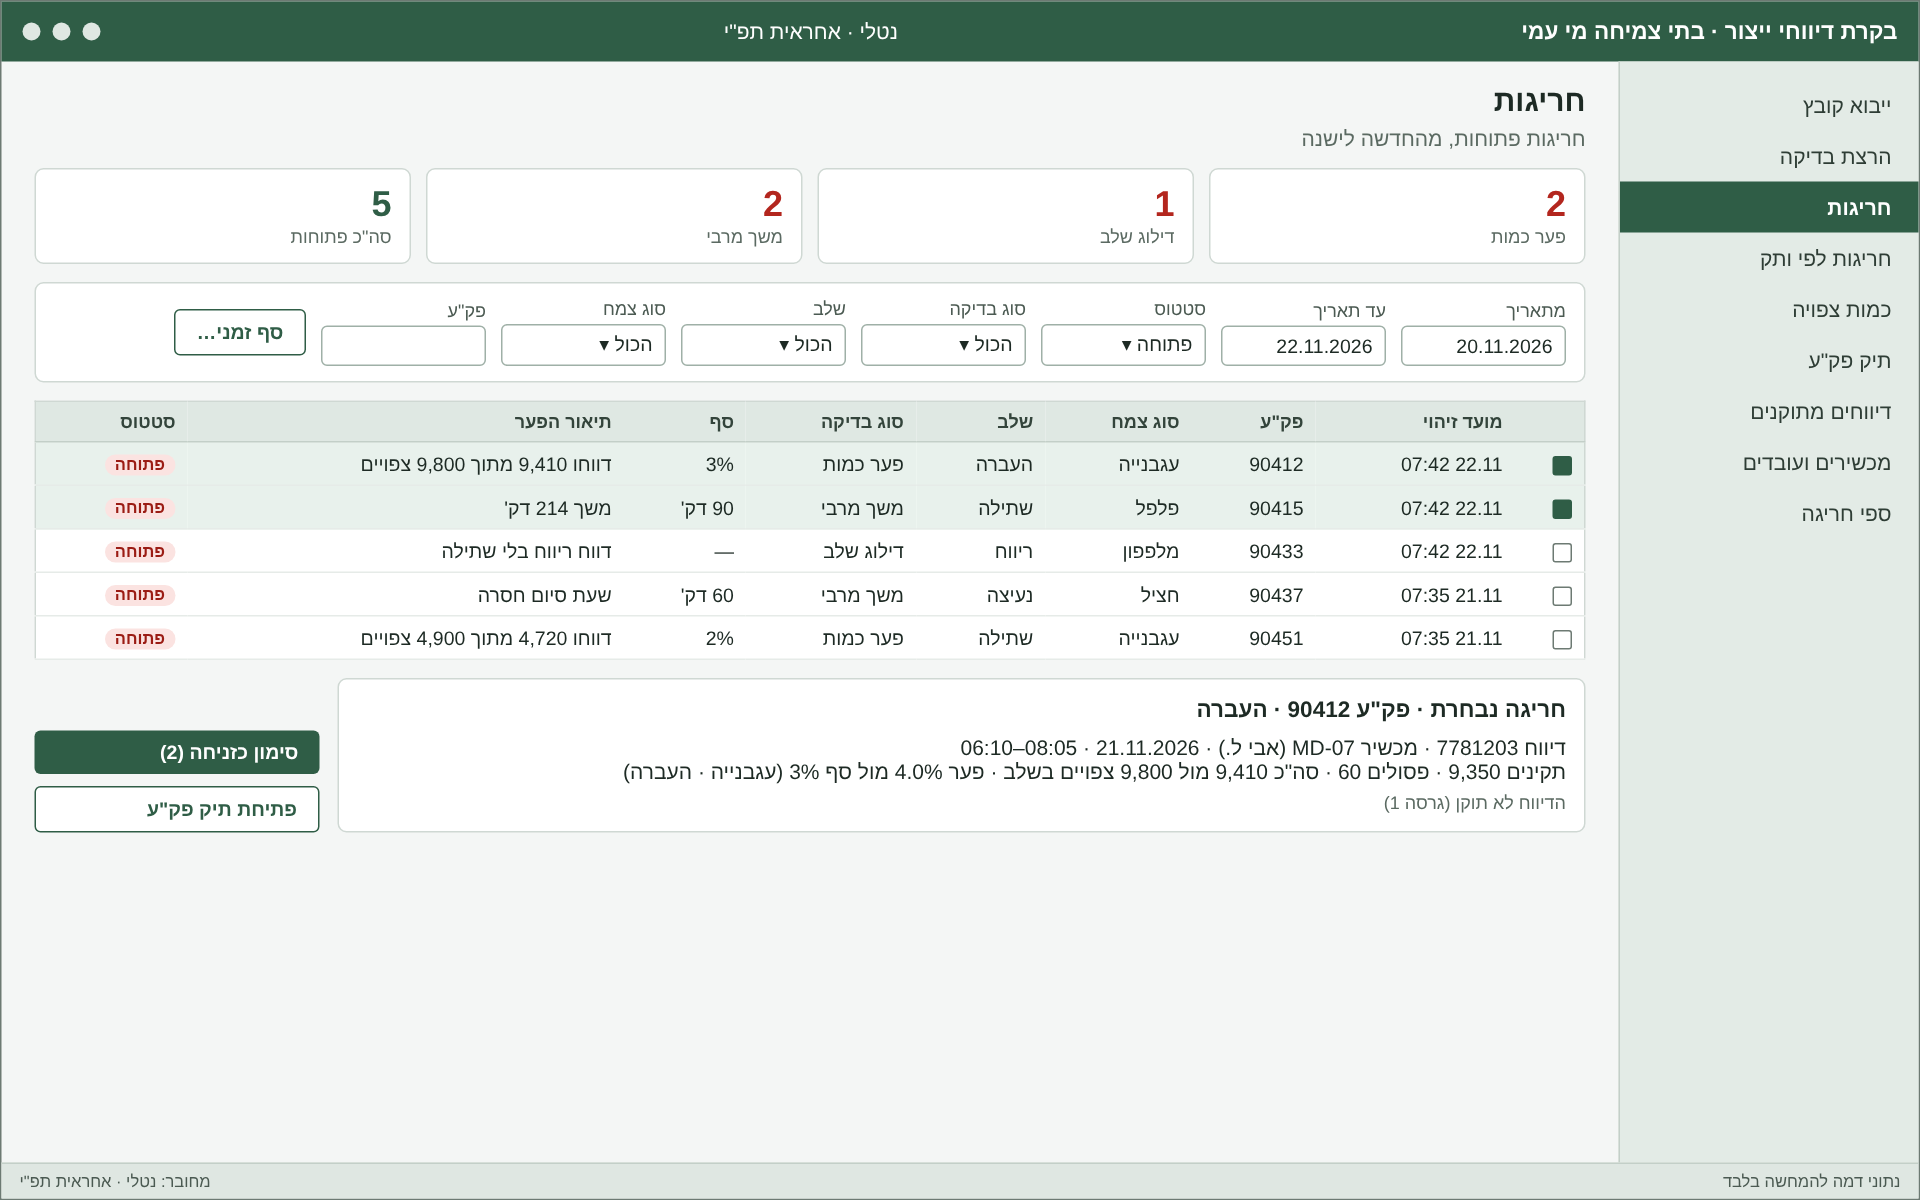 בקרת דיווחי ייצור · בתי צמיחה מי עמי
נטלי · אחראית תפ"י
ייבוא קובץ
הרצת בדיקה
חריגות
חריגות לפי ותק
כמות צפויה
תיק פק"ע
דיווחים מתוקנים
מכשירים ועובדים
ספי חריגה
חריגות
חריגות פתוחות, מהחדשה לישנה
2
פער כמות
1
דילוג שלב
2
משך מרבי
5
סה"כ פתוחות
מתאריך
20.11.2026
עד תאריך
22.11.2026
סטטוס
פתוחה ▾
סוג בדיקה
הכול ▾
שלב
הכול ▾
סוג צמח
הכול ▾
פק"ע
סף זמני...
מועד זיהוי פק"ע סוג צמח שלב סוג בדיקה סף תיאור הפער סטטוס
22.11 07:42 90412 עגבנייה העברה פער כמות 3% דווחו 9,410 מתוך 9,800 צפויים פתוחה
22.11 07:42 90415 פלפל שתילה משך מרבי 90 דק' משך 214 דק' פתוחה
22.11 07:42 90433 מלפפון ריווח דילוג שלב — דווח ריווח בלי שתילה פתוחה
21.11 07:35 90437 חציל נעיצה משך מרבי 60 דק' שעת סיום חסרה פתוחה
21.11 07:35 90451 עגבנייה שתילה פער כמות 2% דווחו 4,720 מתוך 4,900 צפויים פתוחה
חריגה נבחרת · פק"ע 90412 · העברה
דיווח 7781203 · מכשיר MD-07 (אבי ל.) · 21.11.2026 · 06:10–08:05
תקינים 9,350 · פסולים 60 · סה"כ 9,410 מול 9,800 צפויים בשלב · פער 4.0% מול סף 3% (עגבנייה · העברה)
הדיווח לא תוקן (גרסה 1)
סימון כזניחה (2)
פתיחת תיק פק"ע
נתוני דמה להמחשה בלבד
מחובר: נטלי · אחראית תפ"י